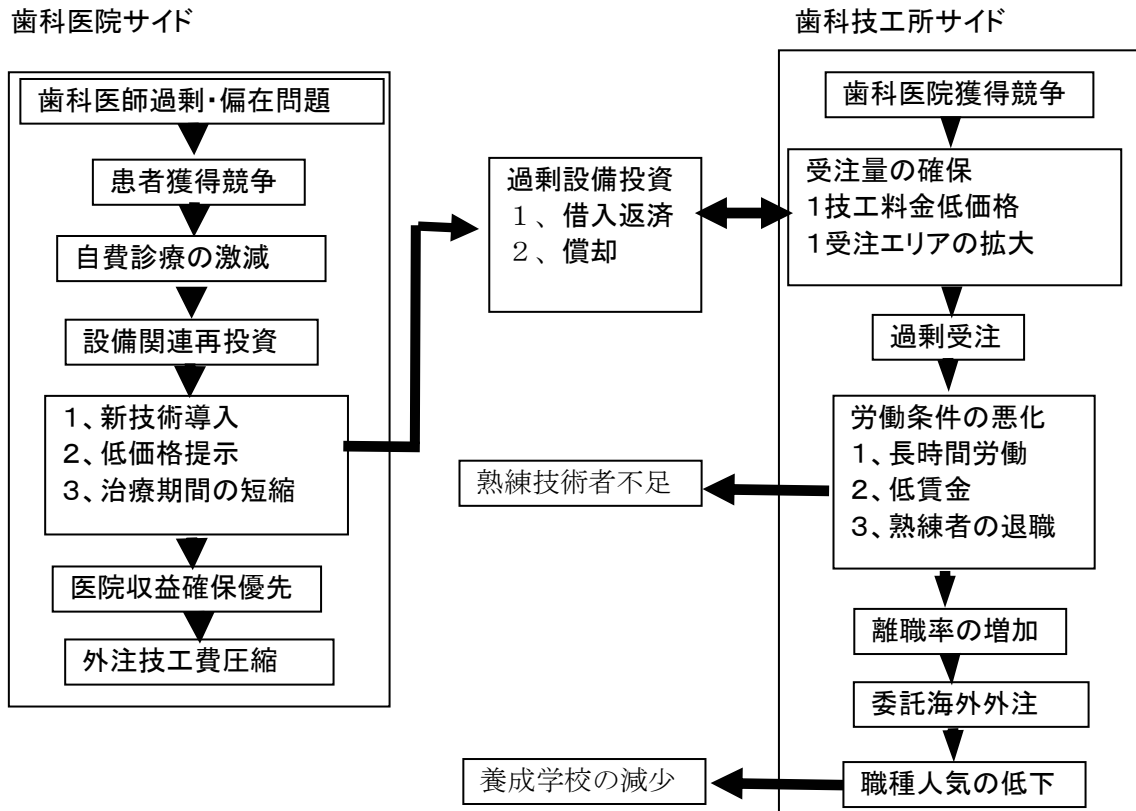 歯科医院サイド
歯科医師過剰・偏在問題
患者獲得競争
自費診療の激減
設備関連再投資
1、新技術導入
2、低価格提示
3、治療期間の短縮
医院収益確保優先
外注技工費圧縮
過剰設備投資
１、借入返済
２、償却
熟練技術者不足
養成学校の減少
歯科技工所サイド
歯科医院獲得競争
受注量の確保
1技工料金低価格
1受注エリアの拡大
過剰受注
労働条件の悪化
1、長時間労働
2、低賃金
3、熟練者の退職
離職率の増加
委託海外外注
職種人気の低下